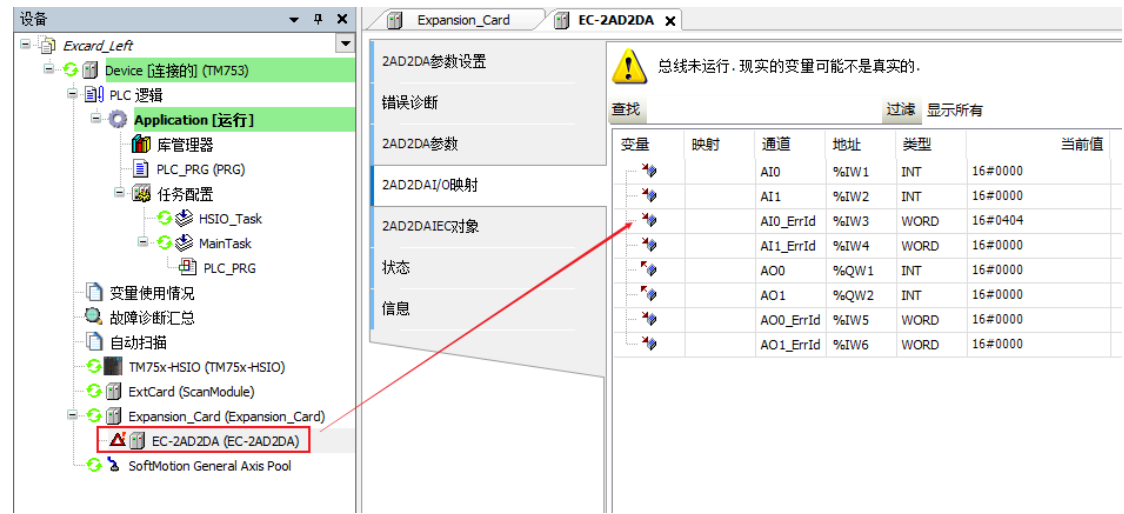 设备
Excard_Left
Device [连接的] (TM753)
PLC 逻辑
Application [运行]
库管理器
PLC_PRG (PRG)
任务配置
HSIO_Task
MainTask
PLC_PRG
变量使用情况
故障诊断汇总
自动扫描
TM75x-HSIO (TM75x-HSIO)
ExtCard (ScanModule)
Expansion_Card (Expansion_Card)
EC-2AD2DA (EC-2AD2DA)
SoftMotion General Axis Pool
Expansion_Card EC-2AD2DA
2AD2DA参数设置
错误诊断
2AD2DA参数
2AD2DAI/O映射
2AD2DAIEC对象
状态
信息
总线未运行.现实的变量可能不是真实的.
查找 过滤 显示所有
变量 映射 通道 地址 类型 当前值
AI0 %IW1 INT 16#0000
AI1 %IW2 INT 16#0000
AI0_ErrId %IW3 WORD 16#0404
AI1_ErrId %IW4 WORD 16#0000
AO0 %QW1 INT 16#0000
AO1 %QW2 INT 16#0000
AO0_ErrId %IW5 WORD 16#0000
AO1_ErrId %IW6 WORD 16#0000